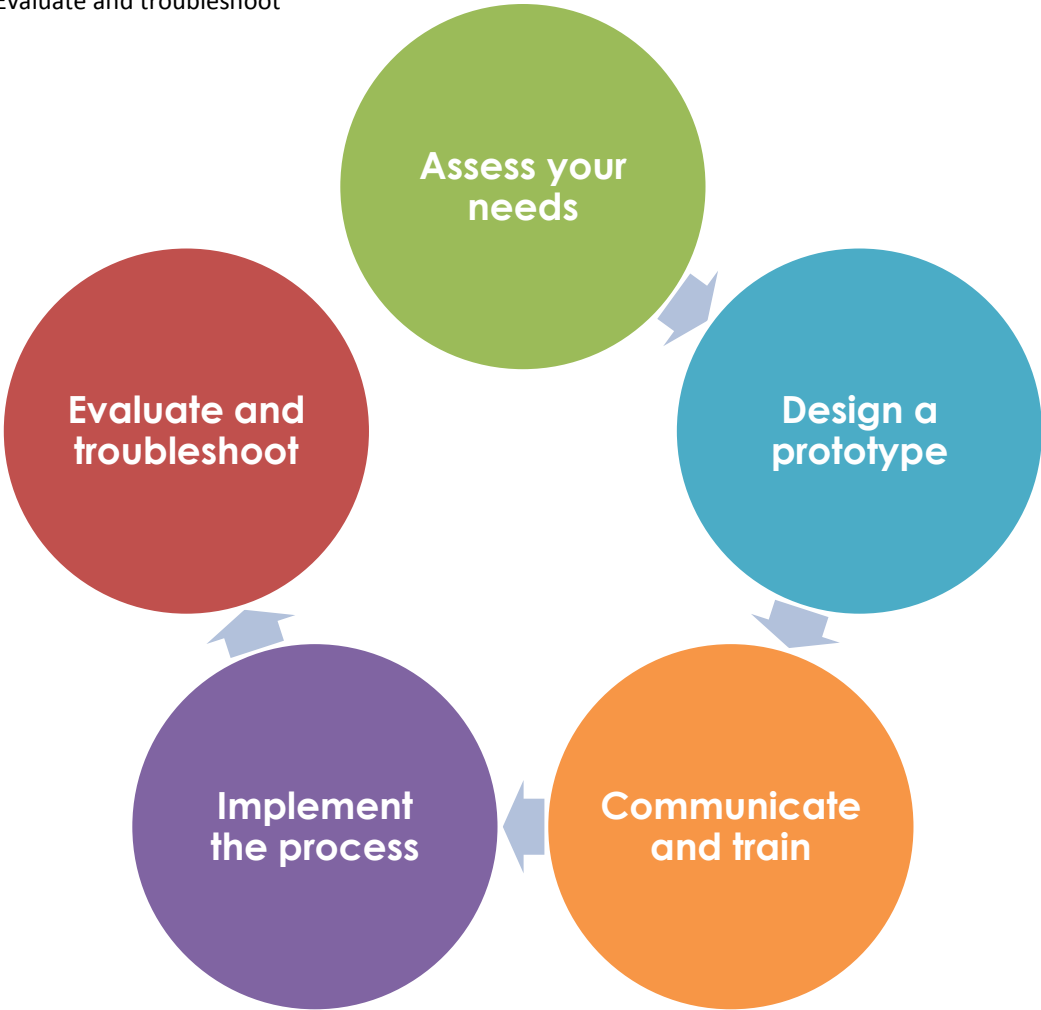 Evaluate and troubleshoot
Assess your
needs
Design a
prototype
Communicate
and train
Implement
the process
Evaluate and
troubleshoot